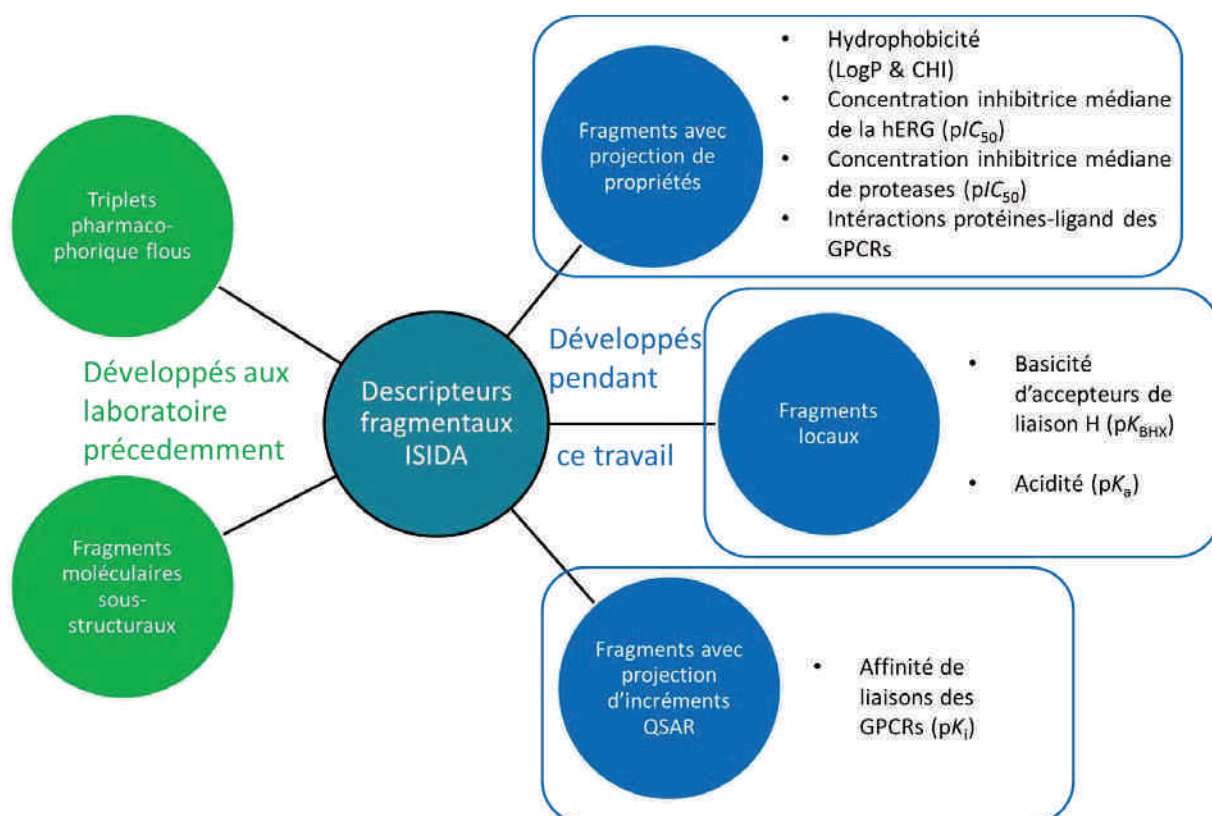 Triplets
pharmaco-
phorique flous
Développés aux
laboratoire
précedemment
Fragments
moléculaires
sous-
structuraux
Descripteurs
fragmentaux
ISIDA
Développés
pendant
ce travail
Fragments avec
projection de
propriétés
• Hydrophobicité
(LogP & CHI)
• Concentration inhibitrice médiane
de la hERG (pIC50)
• Concentration inhibitrice médiane
de proteases (pIC50)
• Intéractions protéines-ligand des
GPCRs
Fragments
locaux
• Basicité
d'accepteurs de
liaison H (pKBHX)
• Acidité (pKa)
Fragments avec
projection
d'incréments
QSAR
• Affinité de
liaisons des
GPCRs (pKi)